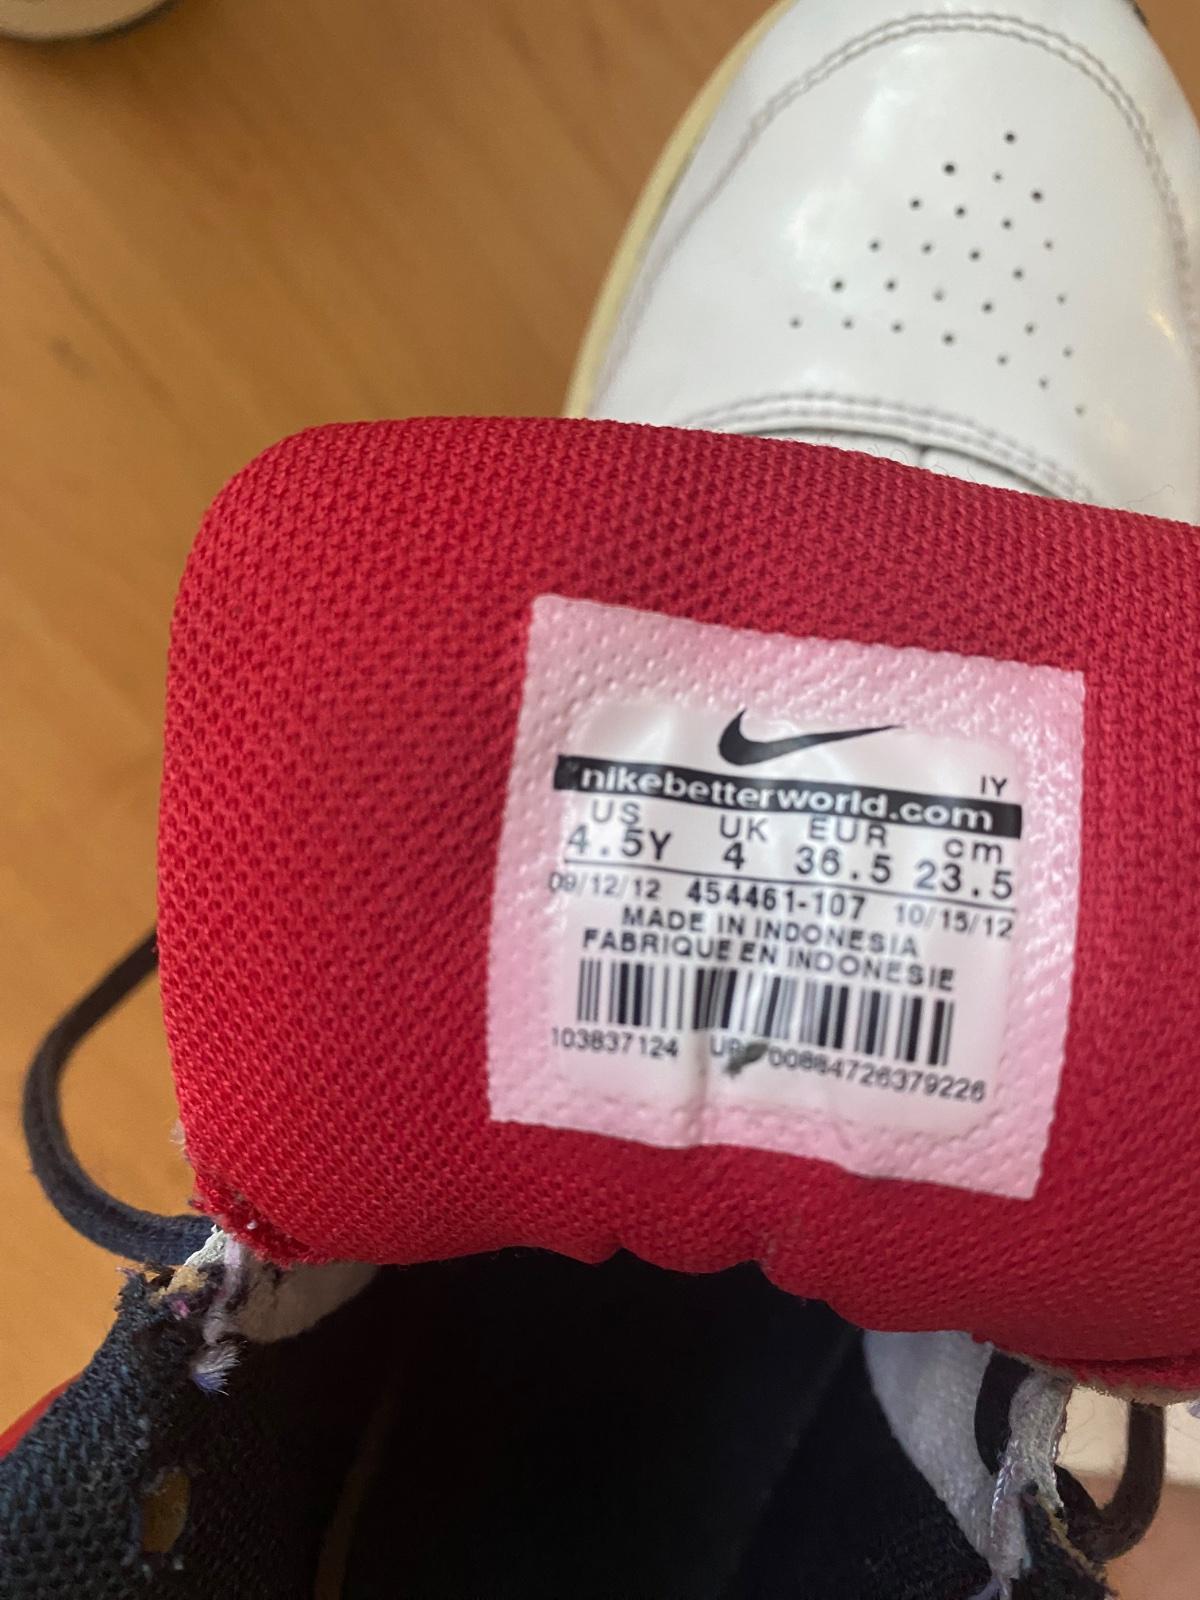 IY
nikebetterworld.com
US UK EUR cm
4.5Y 4 36.5 23.5
09/12/12 454461-107 10/15/12
MADE IN INDONESIA
FABRIQUE EN INDONESIE
103837124 00884726379226